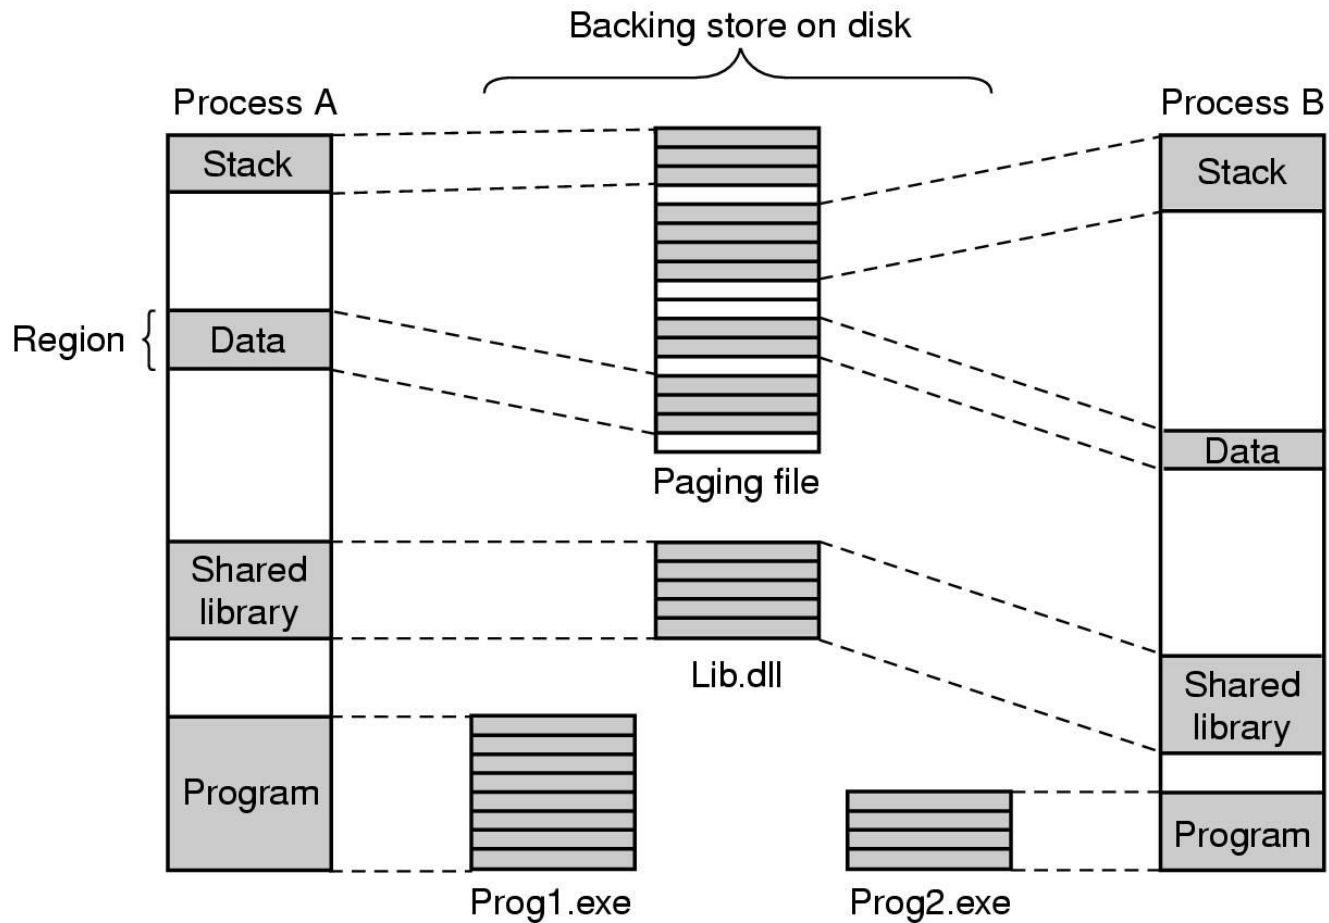 Backing store on disk
Process A
Process B
Stack
Stack
Region
Data
Data
Paging file
Shared
library
Lib.dll
Shared
library
Program
Program
Prog1.exe
Prog2.exe